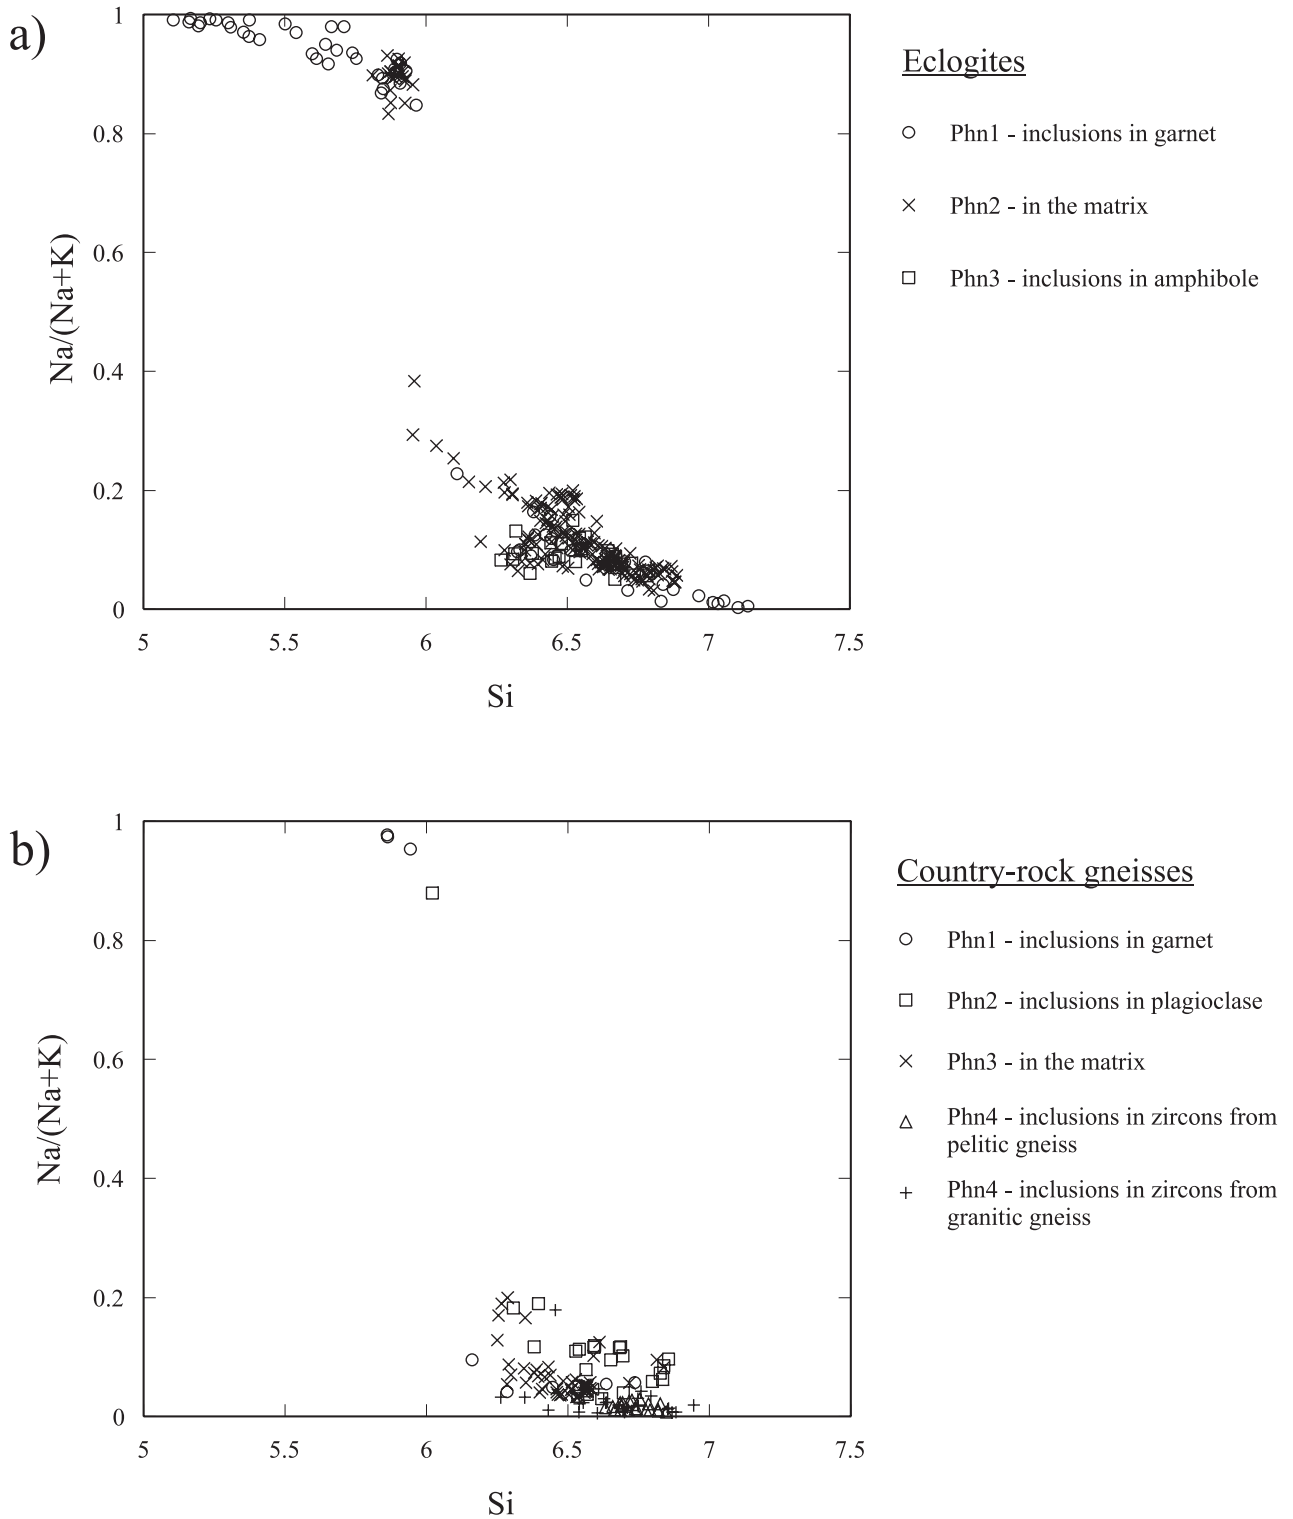 a)
1
0.8
0.6
0.4
0.2
0
Na/(Na+K)
5
5.5
6
6.5
7
7.5
Si
Eclogites
Phn1 - inclusions in garnet
Phn2 - in the matrix
Phn3 - inclusions in amphibole
b)
1
0.8
0.6
0.4
0.2
0
Na/(Na+K)
5
5.5
6
6.5
7
7.5
Si
Country-rock gneisses
Phn1 - inclusions in garnet
Phn2 - inclusions in plagioclase
Phn3 - in the matrix
Phn4 - inclusions in zircons from
pelitic gneiss
Phn4 - inclusions in zircons from
granitic gneiss